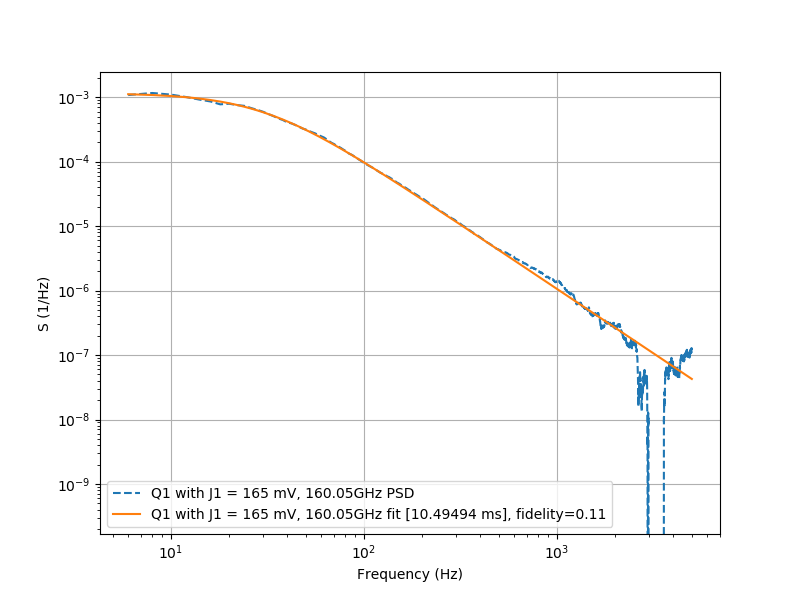 10⁻³
10⁻⁴
10⁻⁵
10⁻⁶
10⁻⁷
10⁻⁸
10⁻⁹
S (1/Hz)
Q1 with J1 = 165 mV, 160.05GHz PSD
Q1 with J1 = 165 mV, 160.05GHz fit [10.49494 ms], fidelity=0.11
10¹ 10² 10³
Frequency (Hz)